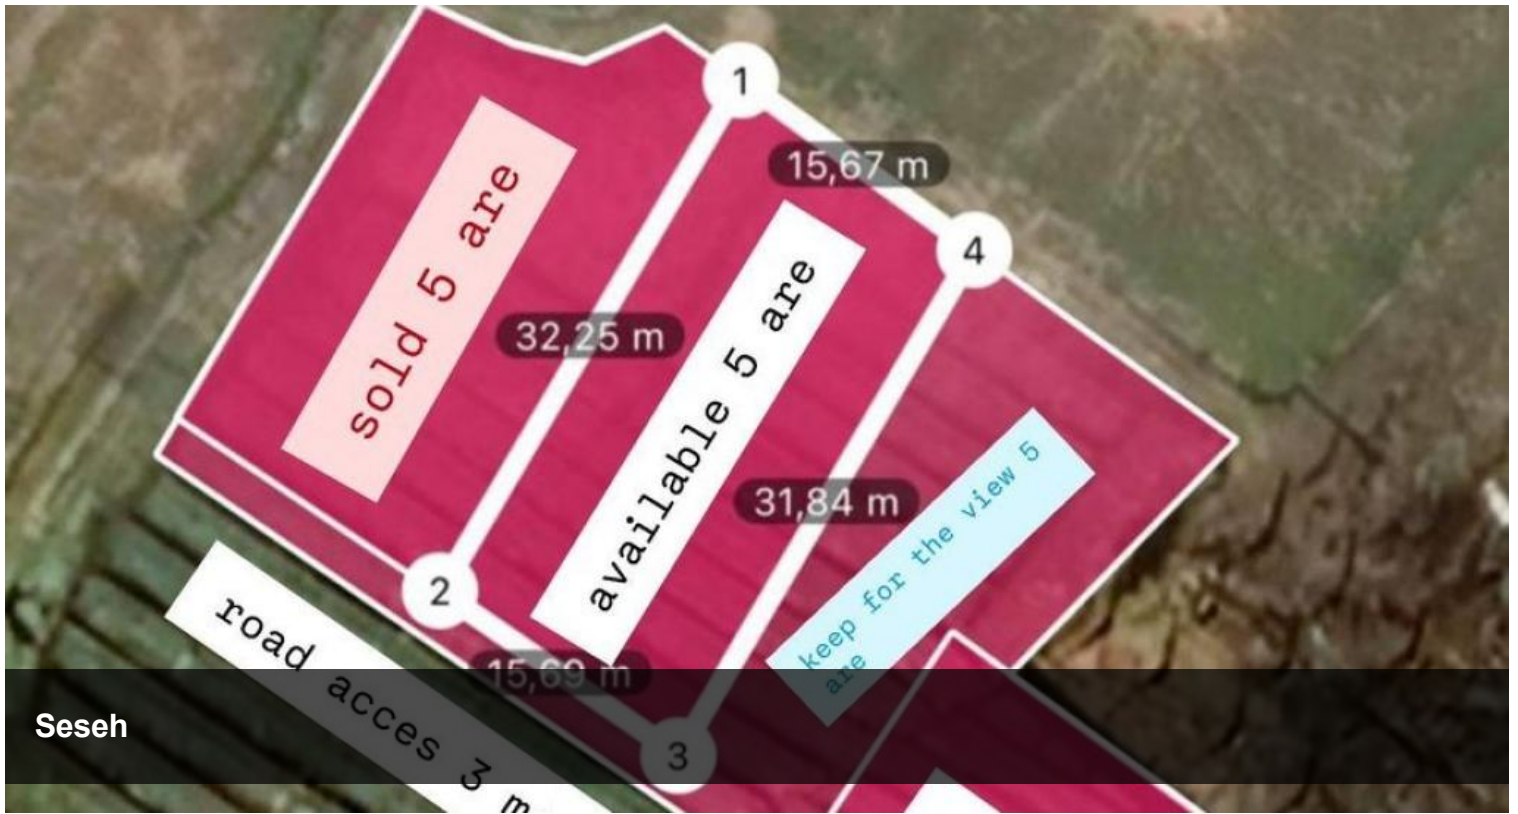 1
15,67 m
4
sold 5 are
32,25 m
available 5 are
31,84 m
keep for the view 5
are
2
15,69 m
road acces 3 m
3
Seseh